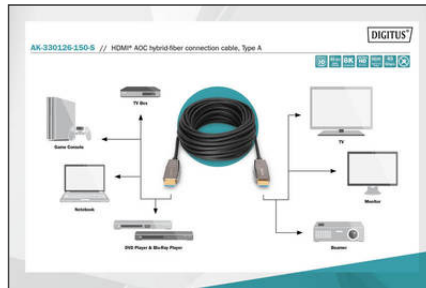 DIGITUS®
AK-330126-150-S // HDMI® AOC hybrid-fiber connection cable, Type A
8K
TV Box
Game Console
TV
Notebook
Monitor
DVD Player & Blu-Ray Player
Beamer